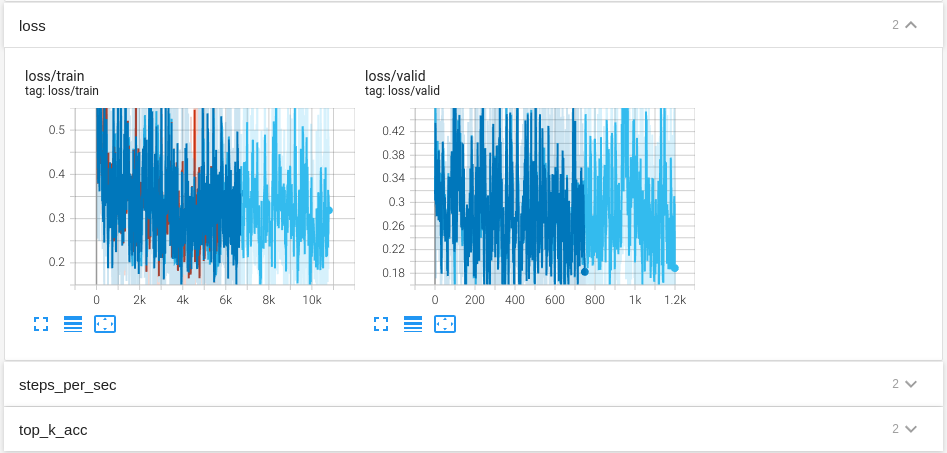 loss
2
loss/train
tag: loss/train
0.5
0.4
0.3
0.2
0 2k 4k 6k 8k 10k
loss/valid
tag: loss/valid
0.42
0.38
0.34
0.3
0.26
0.22
0.18
0 200 400 600 800 1k 1.2k
steps_per_sec
2
top_k_acc
2